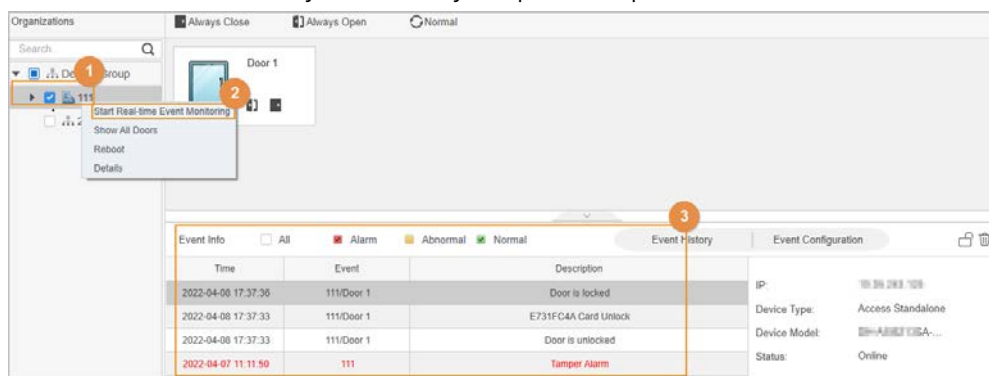 Organizations
Always Close Always Open Normal
Search...
1
Group
Door 1
111
2
Start Real-time Event Monitoring
Show All Doors
Reboot
Details
3
Event Info All Alarm Abnormal Normal Event History Event Configuration
Time Event Description
2022-04-08 17:37:36 111/Door 1 Door is locked
2022-04-08 17:37:33 111/Door 1 E731FC4A Card Unlock
2022-04-08 17:37:33 111/Door 1 Door is unlocked
2022-04-07 11:11:50 111 Tamper Alarm
IP:
Device Type: Access Standalone
Device Model:
Status: Online